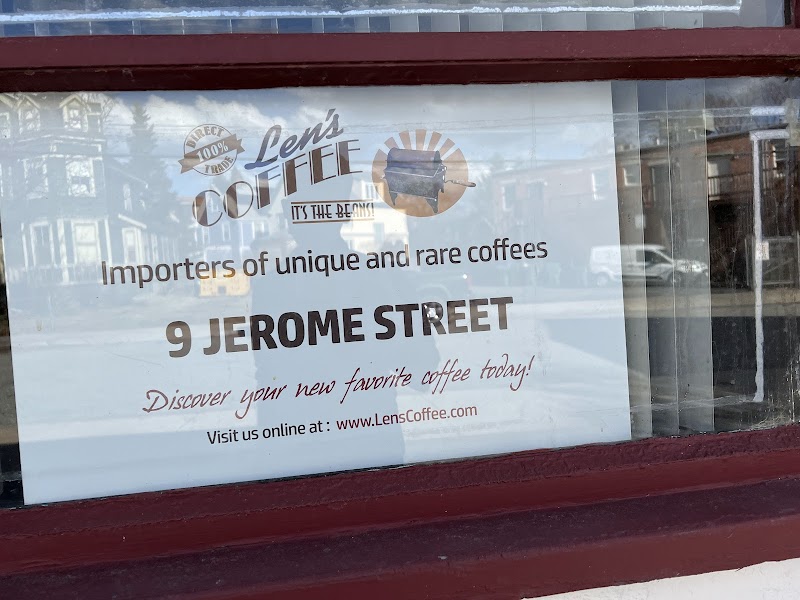 DIRECT
100%
TRADE
Len's
COFFEE
IT'S THE BEANS!
Importers of unique and rare coffees
9 JEROME STREET
Discover your new favorite coffee today!
Visit us online at : www.LensCoffee.com